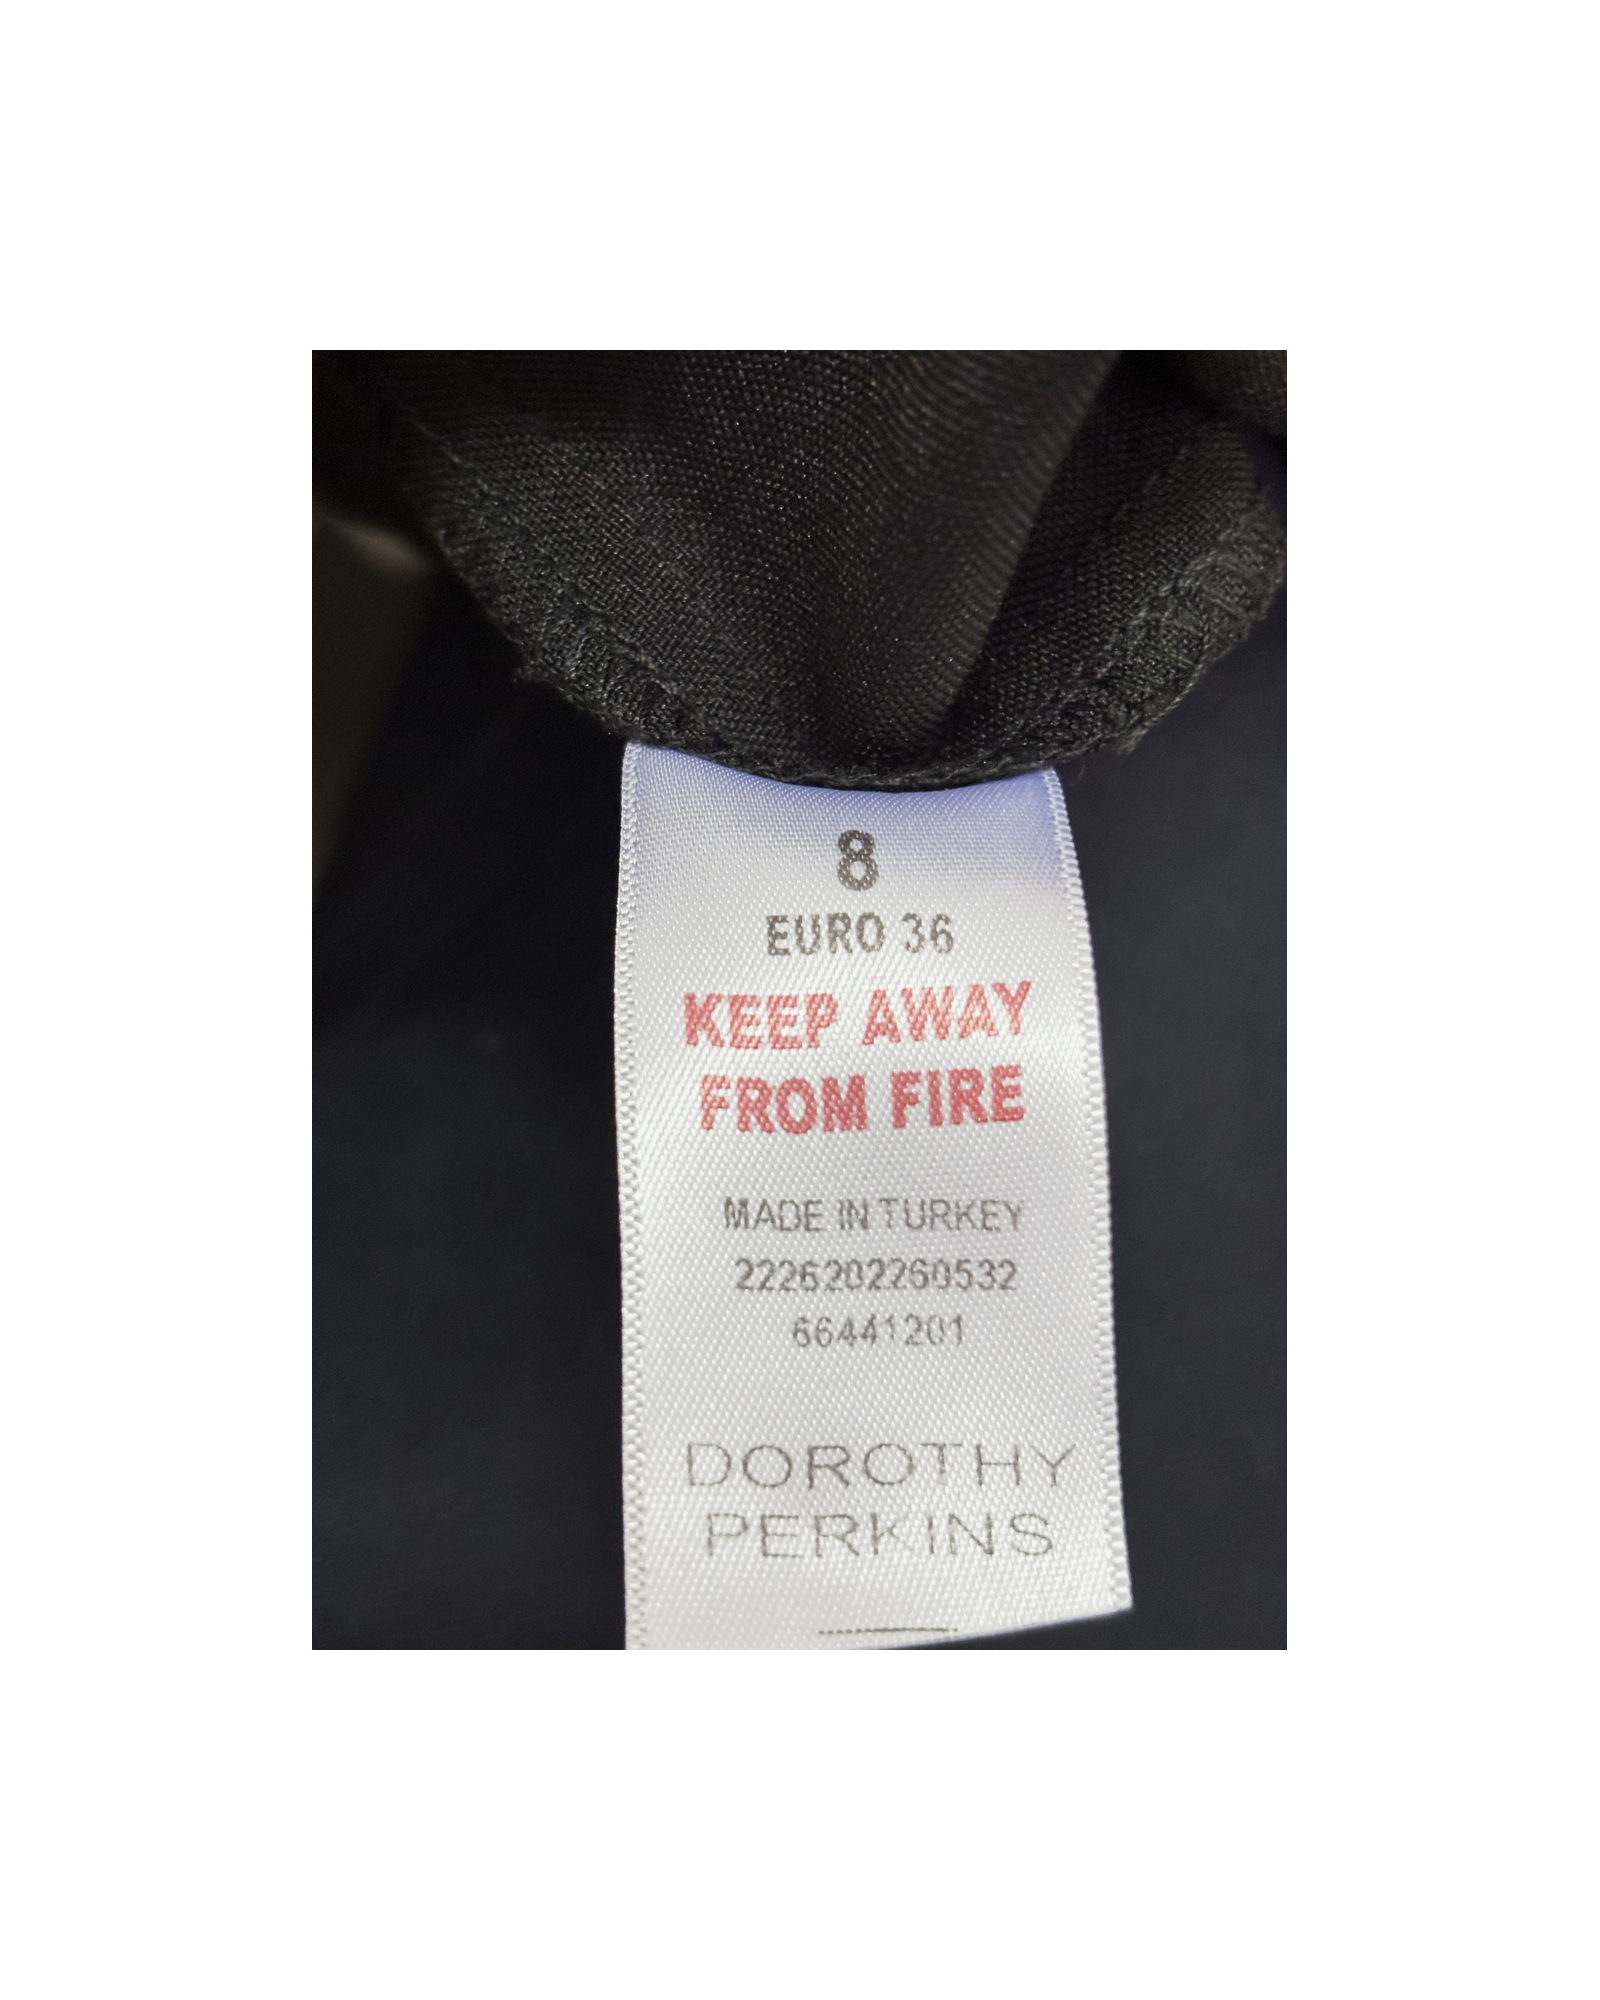 8
EURO 36
KEEP AWAY
FROM FIRE
MADE IN TURKEY
2226202260532
66441201
DOROTHY
PERKINS